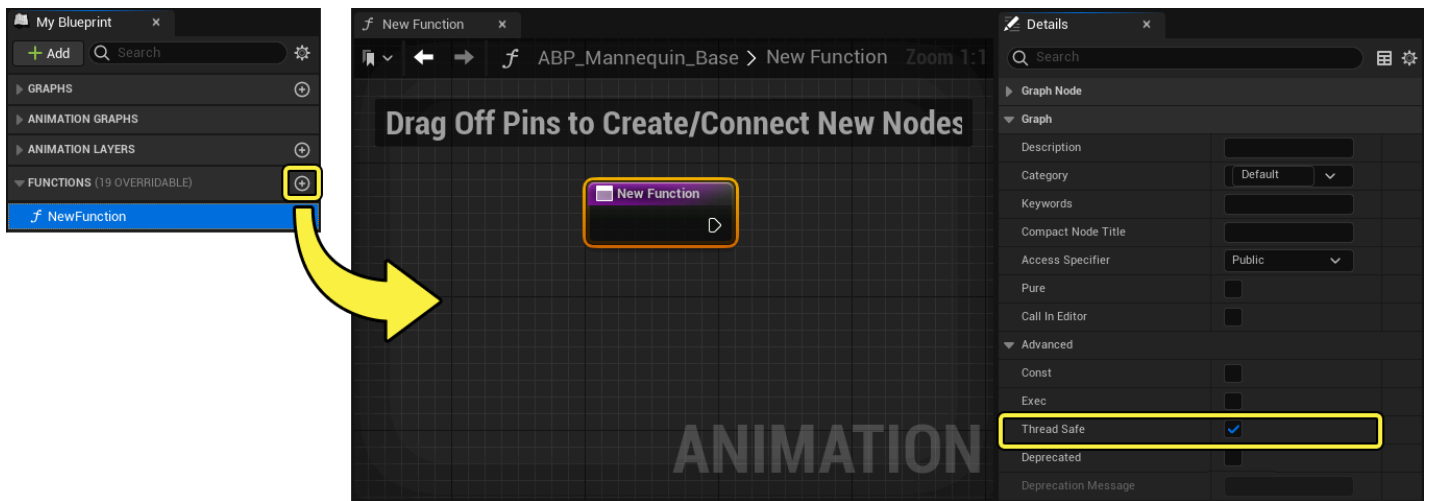 My Blueprint
Add
Search
GRAPHS
ANIMATION GRAPHS
ANIMATION LAYERS
FUNCTIONS (19 OVERRIDABLE)
f NewFunction
f New Function
f ABP_Mannequin_Base > New Function Zoom 1:1
Drag Off Pins to Create/Connect New Nodes
New Function
ANIMATION
Details
Search
Graph Node
Graph
Description
Category Default
Keywords
Compact Node Title
Access Specifier Public
Pure
Call In Editor
Advanced
Const
Exec
Thread Safe
Deprecated
Deprecation Message